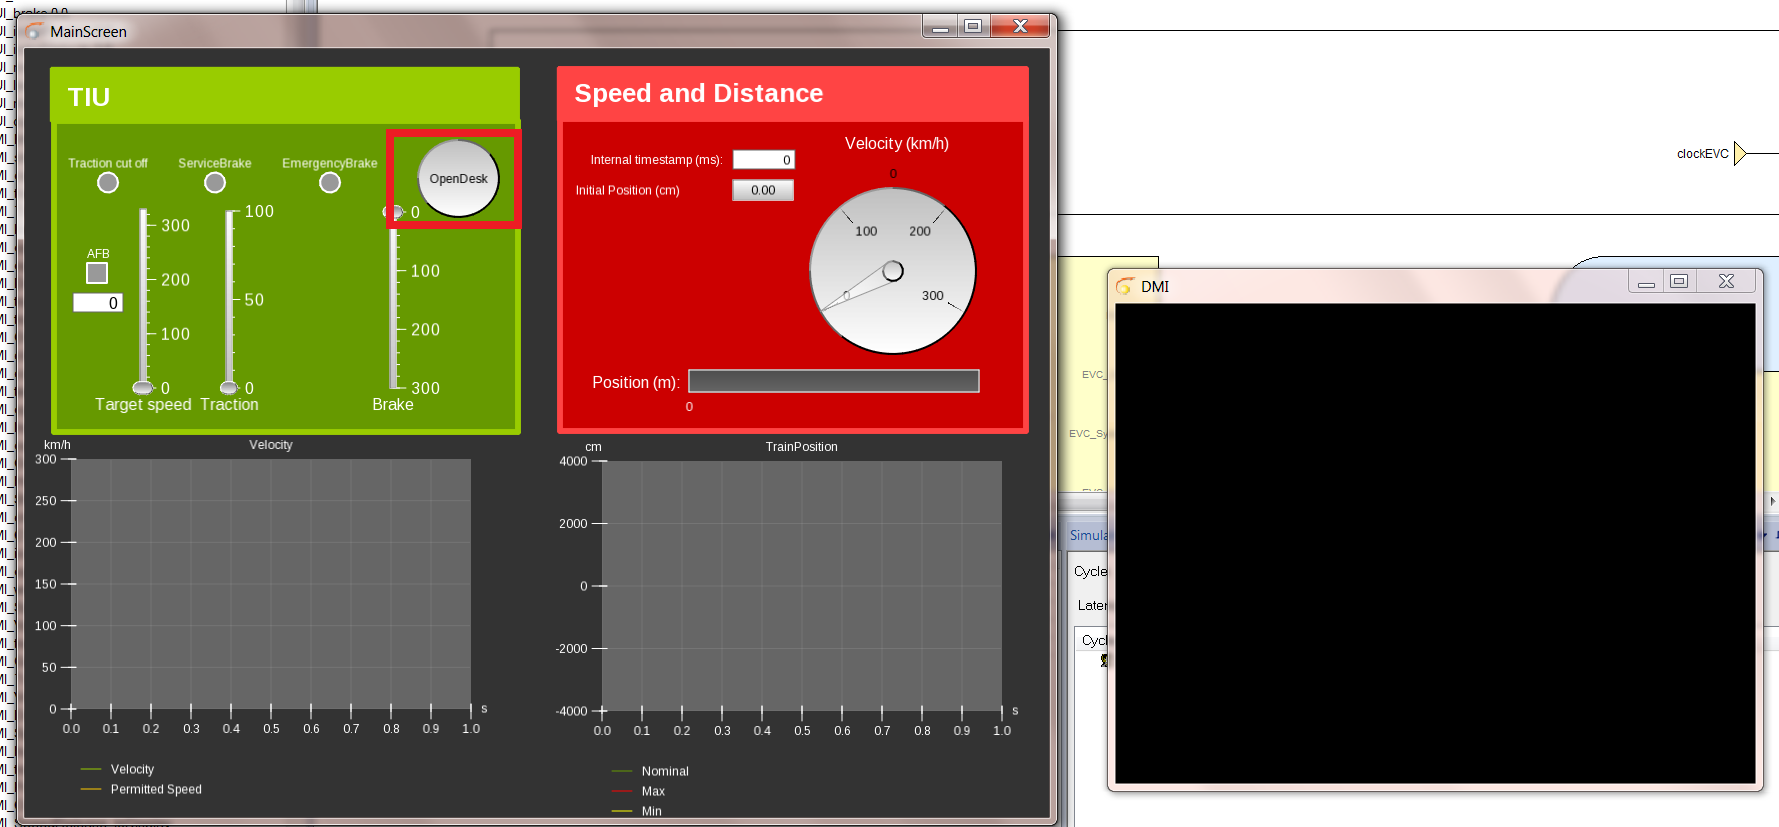 MainScreen
TIU
Traction cut off
ServiceBrake
EmergencyBrake
OpenDesk
AFB
0
300
200
100
0
Target speed
100
50
0
Traction
0
100
200
300
Brake
Speed and Distance
Internal timestamp (ms): 0
Initial Position (cm) 0.00
Velocity (km/h)
0
100 200
0 300
Position (m):
0
km/h Velocity
300
250
200
150
100
50
0
0.0 0.1 0.2 0.3 0.4 0.5 0.6 0.7 0.8 0.9 1.0 s
Velocity
Permitted Speed
cm TrainPosition
4000
2000
0
-2000
-4000
0.0 0.1 0.2 0.3 0.4 0.5 0.6 0.7 0.8 0.9 1.0 s
Nominal
Max
Min
clockEVC
EVC_
EVC_Sy
Simula
Cycle
Later
Cycl
DMI